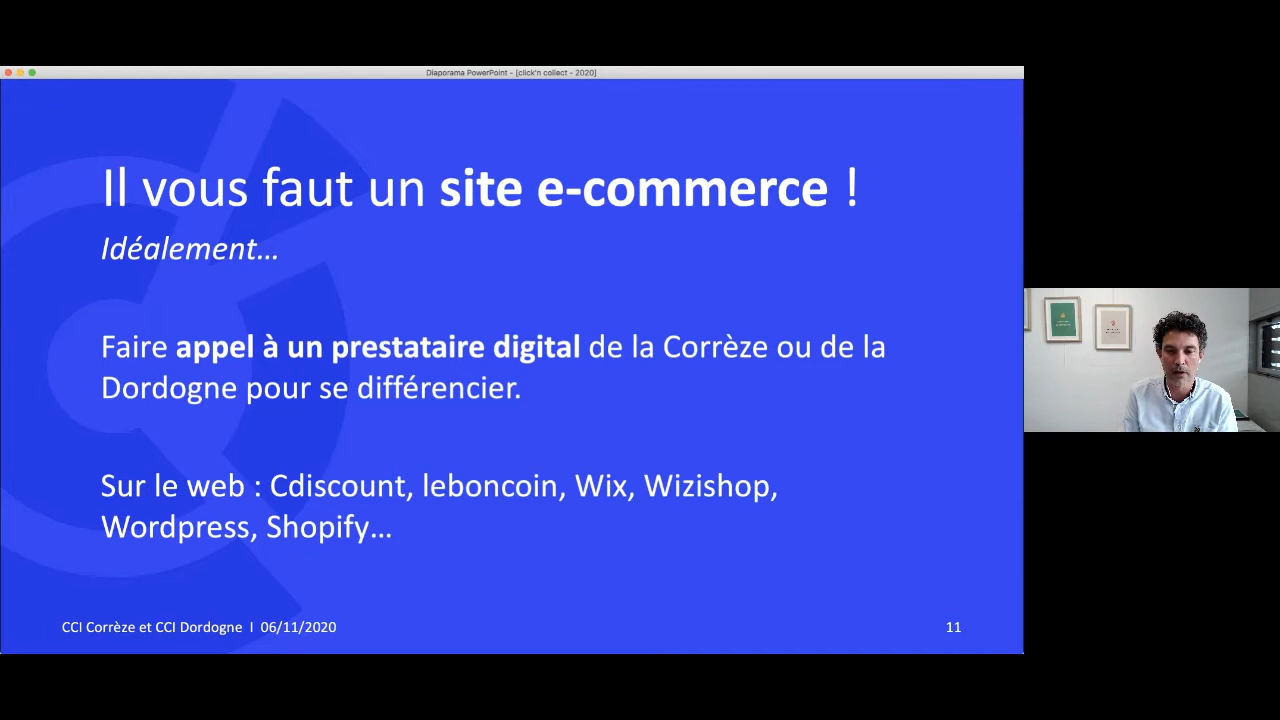 Diaporama PowerPoint - [click'n collect - 2020]
Il vous faut un site e-commerce !
Idéalement…
Faire appel à un prestataire digital de la Corrèze ou de la
Dordogne pour se différencier.
Sur le web : Cdiscount, leboncoin, Wix, Wizishop,
Wordpress, Shopify…
CCI Corrèze et CCI Dordogne I 06/11/2020
11